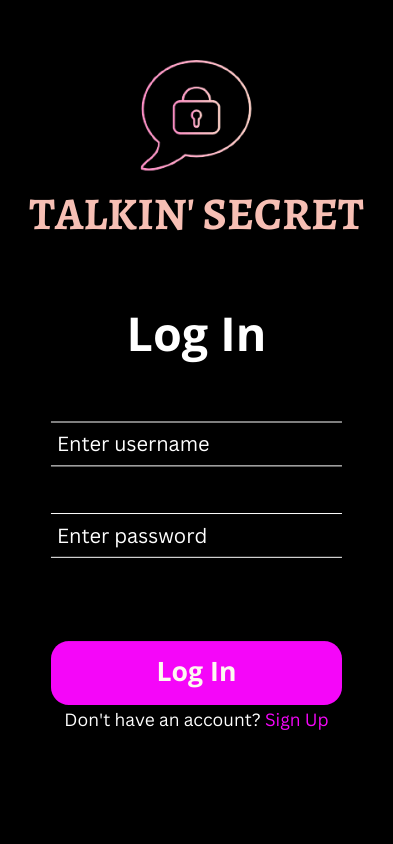 TALKIN' SECRET
Log In
Enter username
Enter password
Log In
Don't have an account? Sign Up